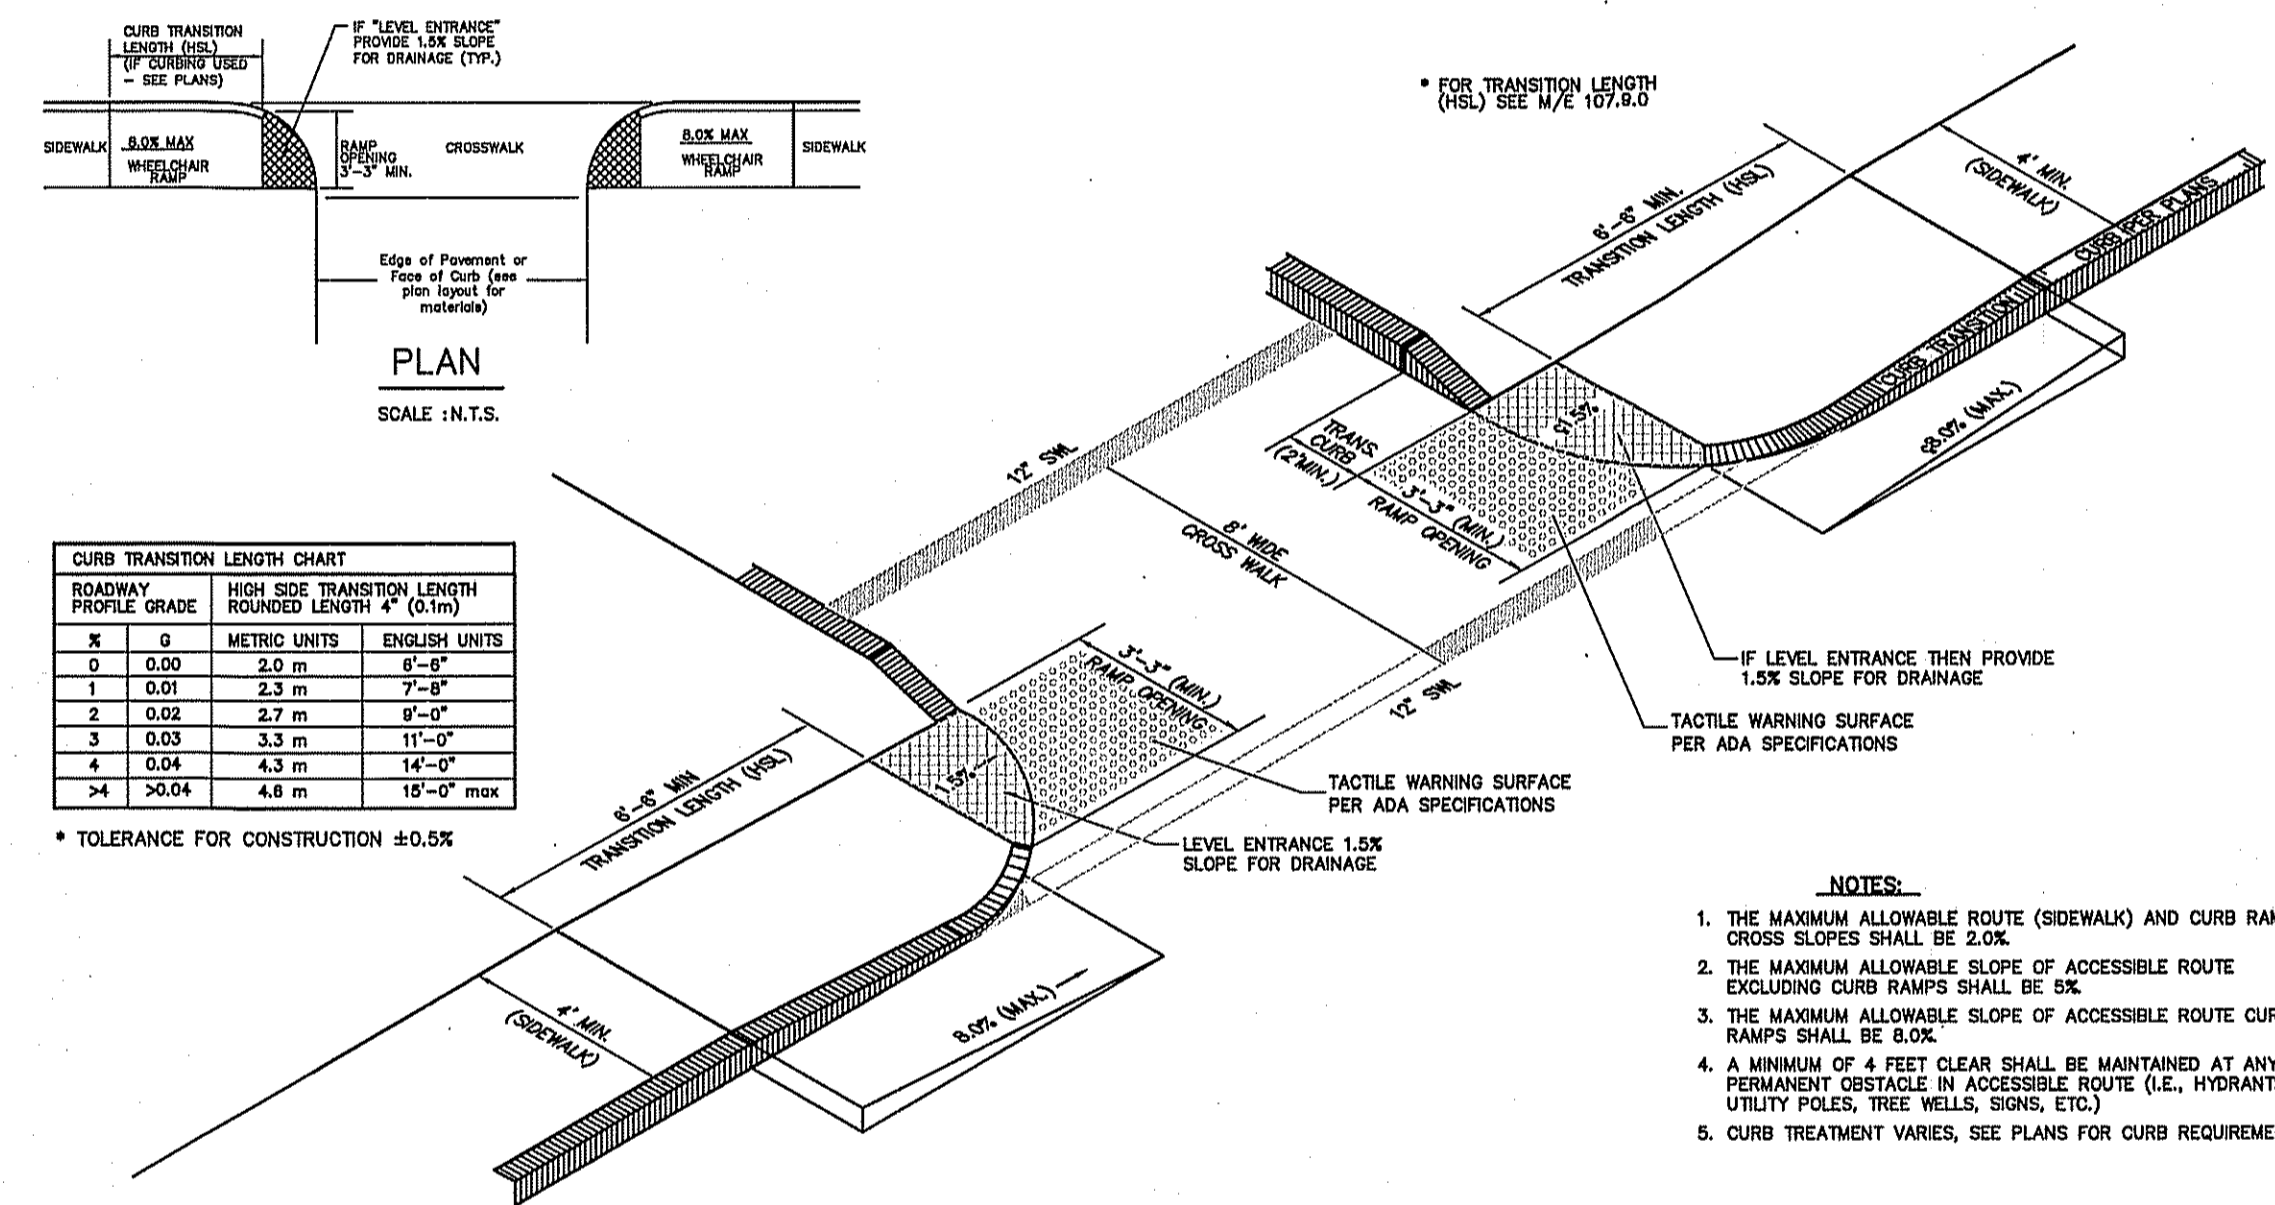 CURB TRANSITION
LENGTH (HSL)
(IF CURBING USED
- SEE PLANS)
IF "LEVEL ENTRANCE"
PROVIDE 1.5% SLOPE
FOR DRAINAGE (TYP.)
SIDEWALK
8.0% MAX
WHEELCHAIR
RAMP
RAMP
OPENING
3'-3" MIN.
CROSSWALK
8.0% MAX
WHEELCHAIR
RAMP
SIDEWALK
Edge of Pavement or
Face of Curb (see
plan layout for
materials)
PLAN
SCALE :N.T.S.
* FOR TRANSITION LENGTH
(HSL) SEE M/E 107.9.0
6'-6" MIN.
TRANSITION LENGTH (HSL)
4' MIN.
(SIDEWALK)
CURB PER PLANS
CURB TRANSITION
8.0% (MAX.)
1.5%
TRANS.
CURB
(2'MIN.)
3'-3" (MIN.)
RAMP OPENING
12" SWL
8' WIDE
CROSS WALK
12" SWL
3'-3" (MIN.)
RAMP OPENING
IF LEVEL ENTRANCE THEN PROVIDE
1.5% SLOPE FOR DRAINAGE
TACTILE WARNING SURFACE
PER ADA SPECIFICATIONS
TACTILE WARNING SURFACE
PER ADA SPECIFICATIONS
LEVEL ENTRANCE 1.5%
SLOPE FOR DRAINAGE
1.5%
6'-6" MIN
TRANSITION LENGTH (HSL)
4' MIN.
(SIDEWALK)
8.0% (MAX.)
CURB TRANSITION LENGTH CHART
ROADWAY
PROFILE GRADE
HIGH SIDE TRANSITION LENGTH
ROUNDED LENGTH 4" (0.1m)
% G METRIC UNITS ENGLISH UNITS
0 0.00 2.0 m 6'-6"
1 0.01 2.3 m 7'-8"
2 0.02 2.7 m 9'-0"
3 0.03 3.3 m 11'-0"
4 0.04 4.3 m 14'-0"
>4 >0.04 4.6 m 15'-0" max
* TOLERANCE FOR CONSTRUCTION ±0.5%
NOTES:
1. THE MAXIMUM ALLOWABLE ROUTE (SIDEWALK) AND CURB RAM
CROSS SLOPES SHALL BE 2.0%.
2. THE MAXIMUM ALLOWABLE SLOPE OF ACCESSIBLE ROUTE
EXCLUDING CURB RAMPS SHALL BE 5%.
3. THE MAXIMUM ALLOWABLE SLOPE OF ACCESSIBLE ROUTE CUR
RAMPS SHALL BE 8.0%.
4. A MINIMUM OF 4 FEET CLEAR SHALL BE MAINTAINED AT ANY
PERMANENT OBSTACLE IN ACCESSIBLE ROUTE (I.E., HYDRANT
UTILITY POLES, TREE WELLS, SIGNS, ETC.)
5. CURB TREATMENT VARIES, SEE PLANS FOR CURB REQUIREME